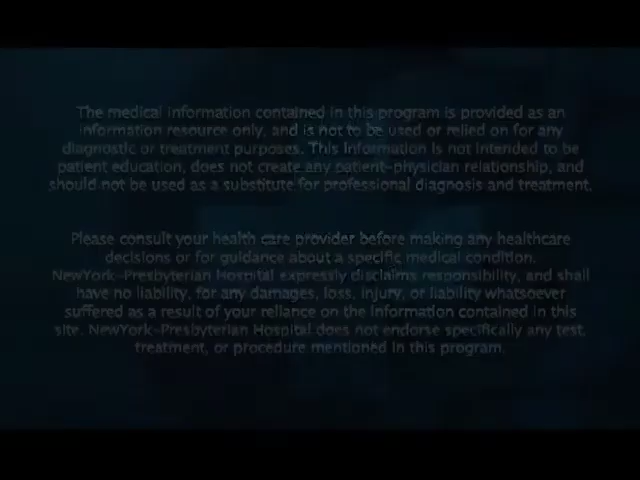 The medical information contained in this program is provided as an
information resource only, and is not to be used or relied on for any
diagnostic or treatment purposes. This information is not intended to be
patient education, does not create any patient-physician relationship, and
should not be used as a substitute for professional diagnosis and treatment.
Please consult your health care provider before making any healthcare
decisions or for guidance about a specific medical condition.
NewYork-Presbyterian Hospital expressly disclaims responsibility, and shall
have no liability, for any damages, loss, injury, or liability whatsoever
suffered as a result of your reliance on the information contained in this
site. NewYork-Presbyterian Hospital does not endorse specifically any test,
treatment, or procedure mentioned in this program.